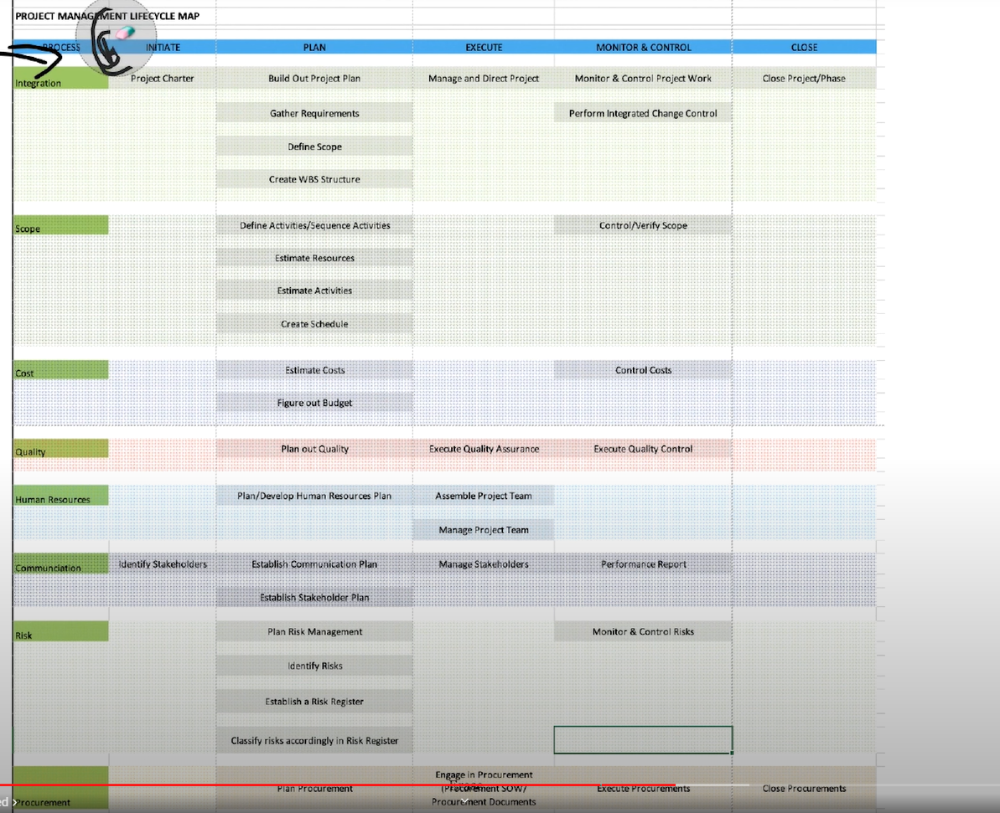 PROJECT MANAGEMENT LIFECYCLE MAP
PROCESS INITIATE PLAN EXECUTE MONITOR & CONTROL CLOSE
Integration Project Charter Build Out Project Plan Manage and Direct Project Monitor & Control Project Work Close Project/Phase
Gather Requirements Perform Integrated Change Control
Define Scope
Create WBS Structure
Scope Define Activities/Sequence Activities Control/Verify Scope
Estimate Resources
Estimate Activities
Create Schedule
Cost Estimate Costs Control Costs
Figure out Budget
Quality Plan out Quality Execute Quality Assurance Execute Quality Control
Human Resources Plan/Develop Human Resources Plan Assemble Project Team
Manage Project Team
Communciation Identify Stakeholders Establish Communication Plan Manage Stakeholders Performance Report
Establish Stakeholder Plan
Risk Plan Risk Management Monitor & Control Risks
Identify Risks
Establish a Risk Register
Classify risks accordingly in Risk Register
Engage in Procurement
Plan Procurement (Procurement SOW/ Execute Procurements Close Procurements
Procurement Procurement Documents